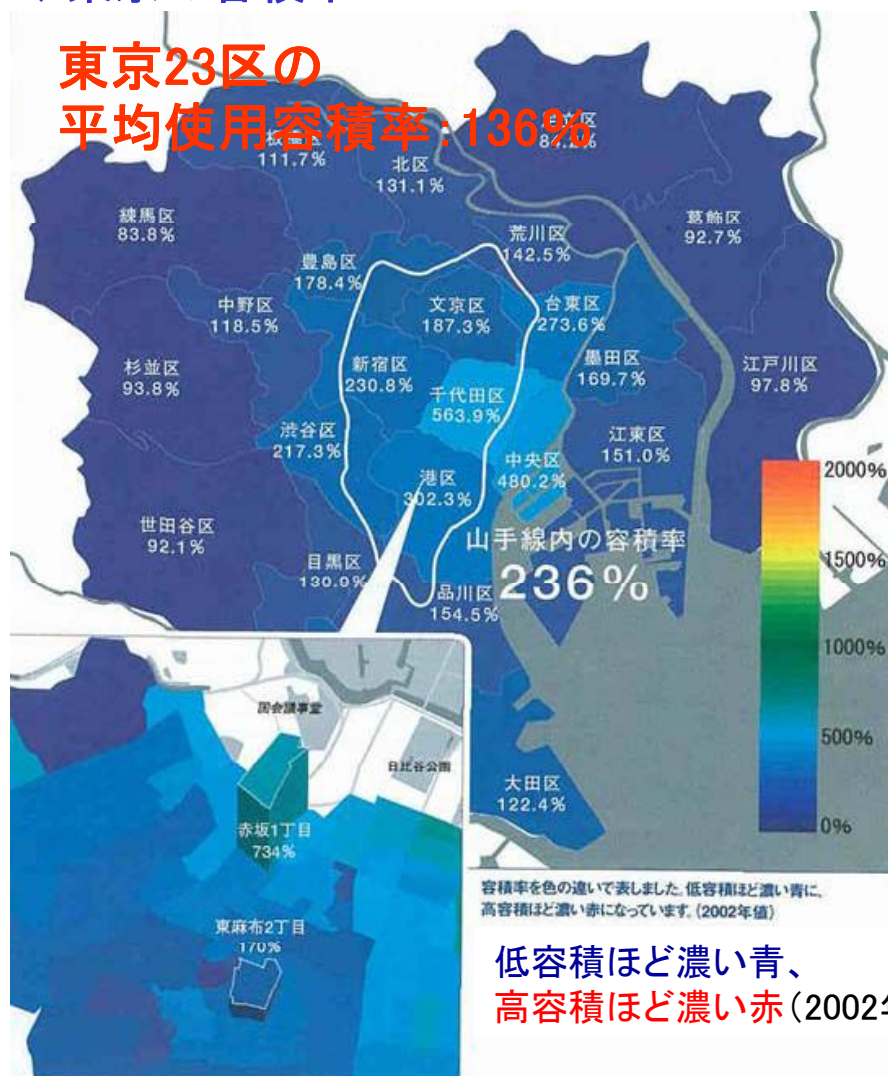 東京23区の
平均使用容積率:136%
111.7%
北区
131.1%
練馬区
83.8%
葛飾区
92.7%
荒川区
142.5%
豊島区
178.4%
中野区
118.5%
文京区
187.3%
台東区
273.6%
新宿区
230.8%
墨田区
169.7%
杉並区
93.8%
江戸川区
97.8%
千代田区
563.9%
渋谷区
217.3%
江東区
151.0%
中央区
480.2%
港区
302.3%
世田谷区
92.1%
山手線内の容積率
236%
目黒区
130.0%
品川区
154.5%
大田区
122.4%
2000%
1500%
1000%
500%
0%
国会議事堂
日比谷公園
赤坂1丁目
734%
東麻布2丁目
170%
容積率を色の違いで表しました。低容積ほど濃い青に、
高容積ほど濃い赤になっています。(2002年値)
低容積ほど濃い青、
高容積ほど濃い赤(2002